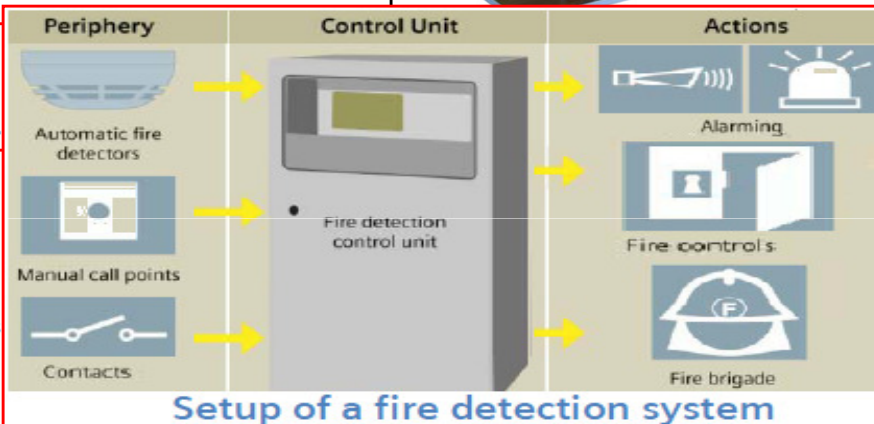 Periphery
Control Unit
Actions
Automatic fire
detectors
Manual call points
Contacts
Fire detection
control unit
Alarming
Fire controls
F
Fire brigade
Setup of a fire detection system